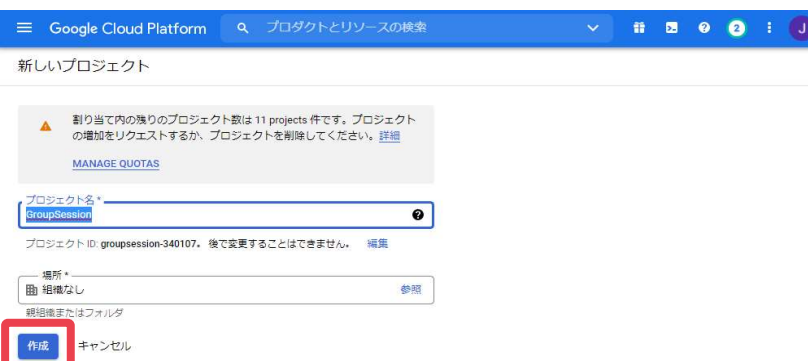 Google Cloud Platform
プロダクトとリソースの検索
2
J
新しいプロジェクト
割り当て内の残りのプロジェクト数は 11 projects 件です。プロジェクト
の増加をリクエストするか、プロジェクトを削除してください。詳細
MANAGE QUOTAS
プロジェクト名 *
GroupSession
プロジェクト ID: groupsession-340107。後で変更することはできません。 編集
場所 *
組織なし 参照
親組織またはフォルダ
作成 キャンセル